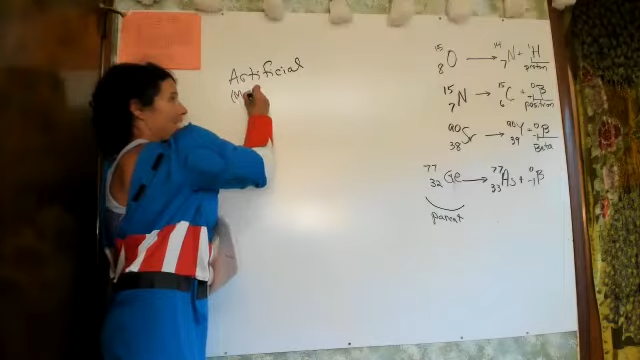 Artificial
(M
¹⁵₈O → ¹⁴₇N + ¹H
proton
¹⁵₇N → ¹⁵₆C + ⁰₋₁β
positron
⁹⁰₃₈Sr → ⁹⁰₃₉Y + ⁰₋₁β
Beta
⁷⁷₃₂Ge → ⁷⁷₃₃As + ⁰₋₁β
parent